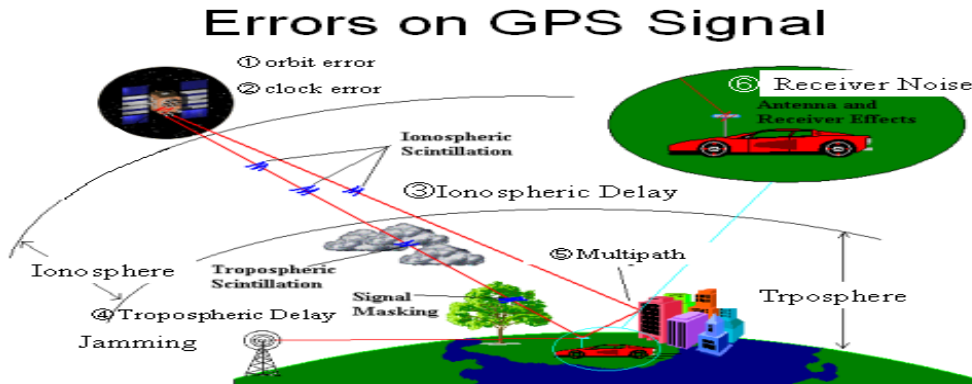 Errors on GPS Signal
① orbit error
② clock error
⑥ Receiver Noise
Antenna and
Receiver Effects
Ionospheric
Scintillation
③Ionospheric Delay
Ionosphere
Tropospheric
Scintillation
⑤Multipath
Signal
Masking
Trposphere
④Tropospheric Delay
Jamming